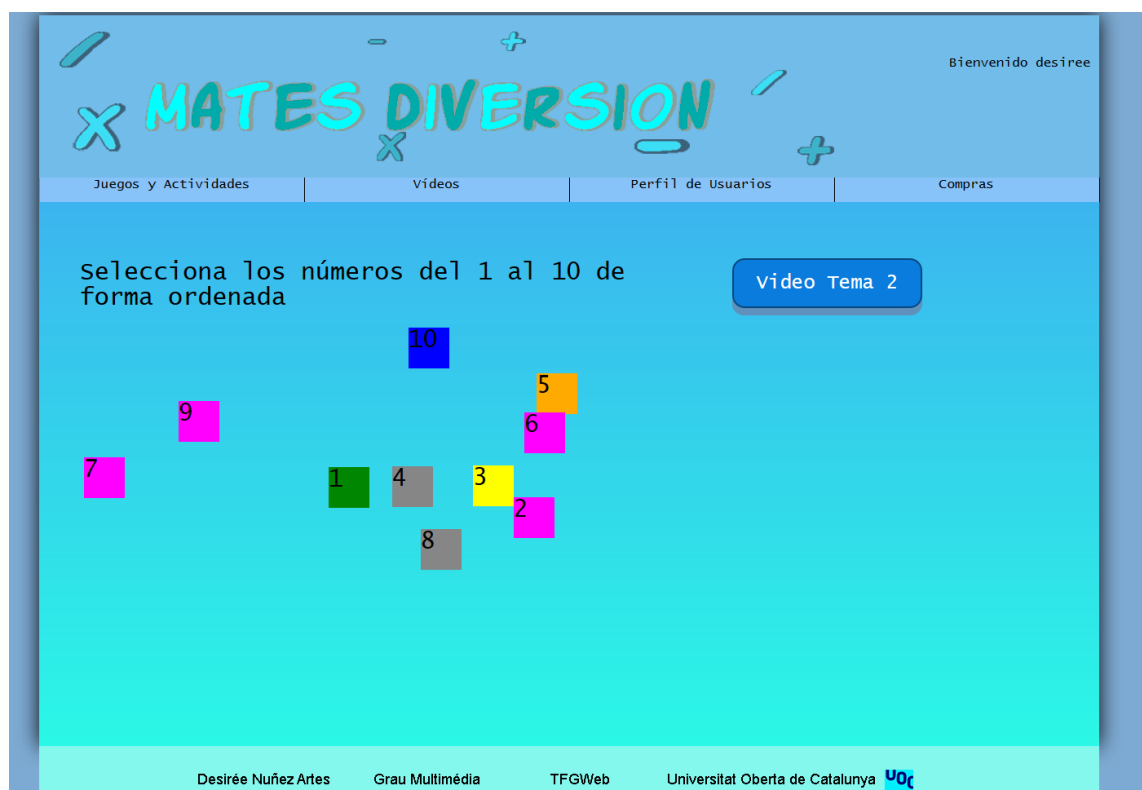 Bienvenido desiree
MATES DIVERSION
Juegos y Actividades
Vídeos
Perfil de Usuarios
Compras
Selecciona los números del 1 al 10 de
forma ordenada
Video Tema 2
10
5
9
6
7
1
4
3
2
8
Desirée Nuñez Artes
Grau Multimédia
TFGWeb
Universitat Oberta de Catalunya
UOC